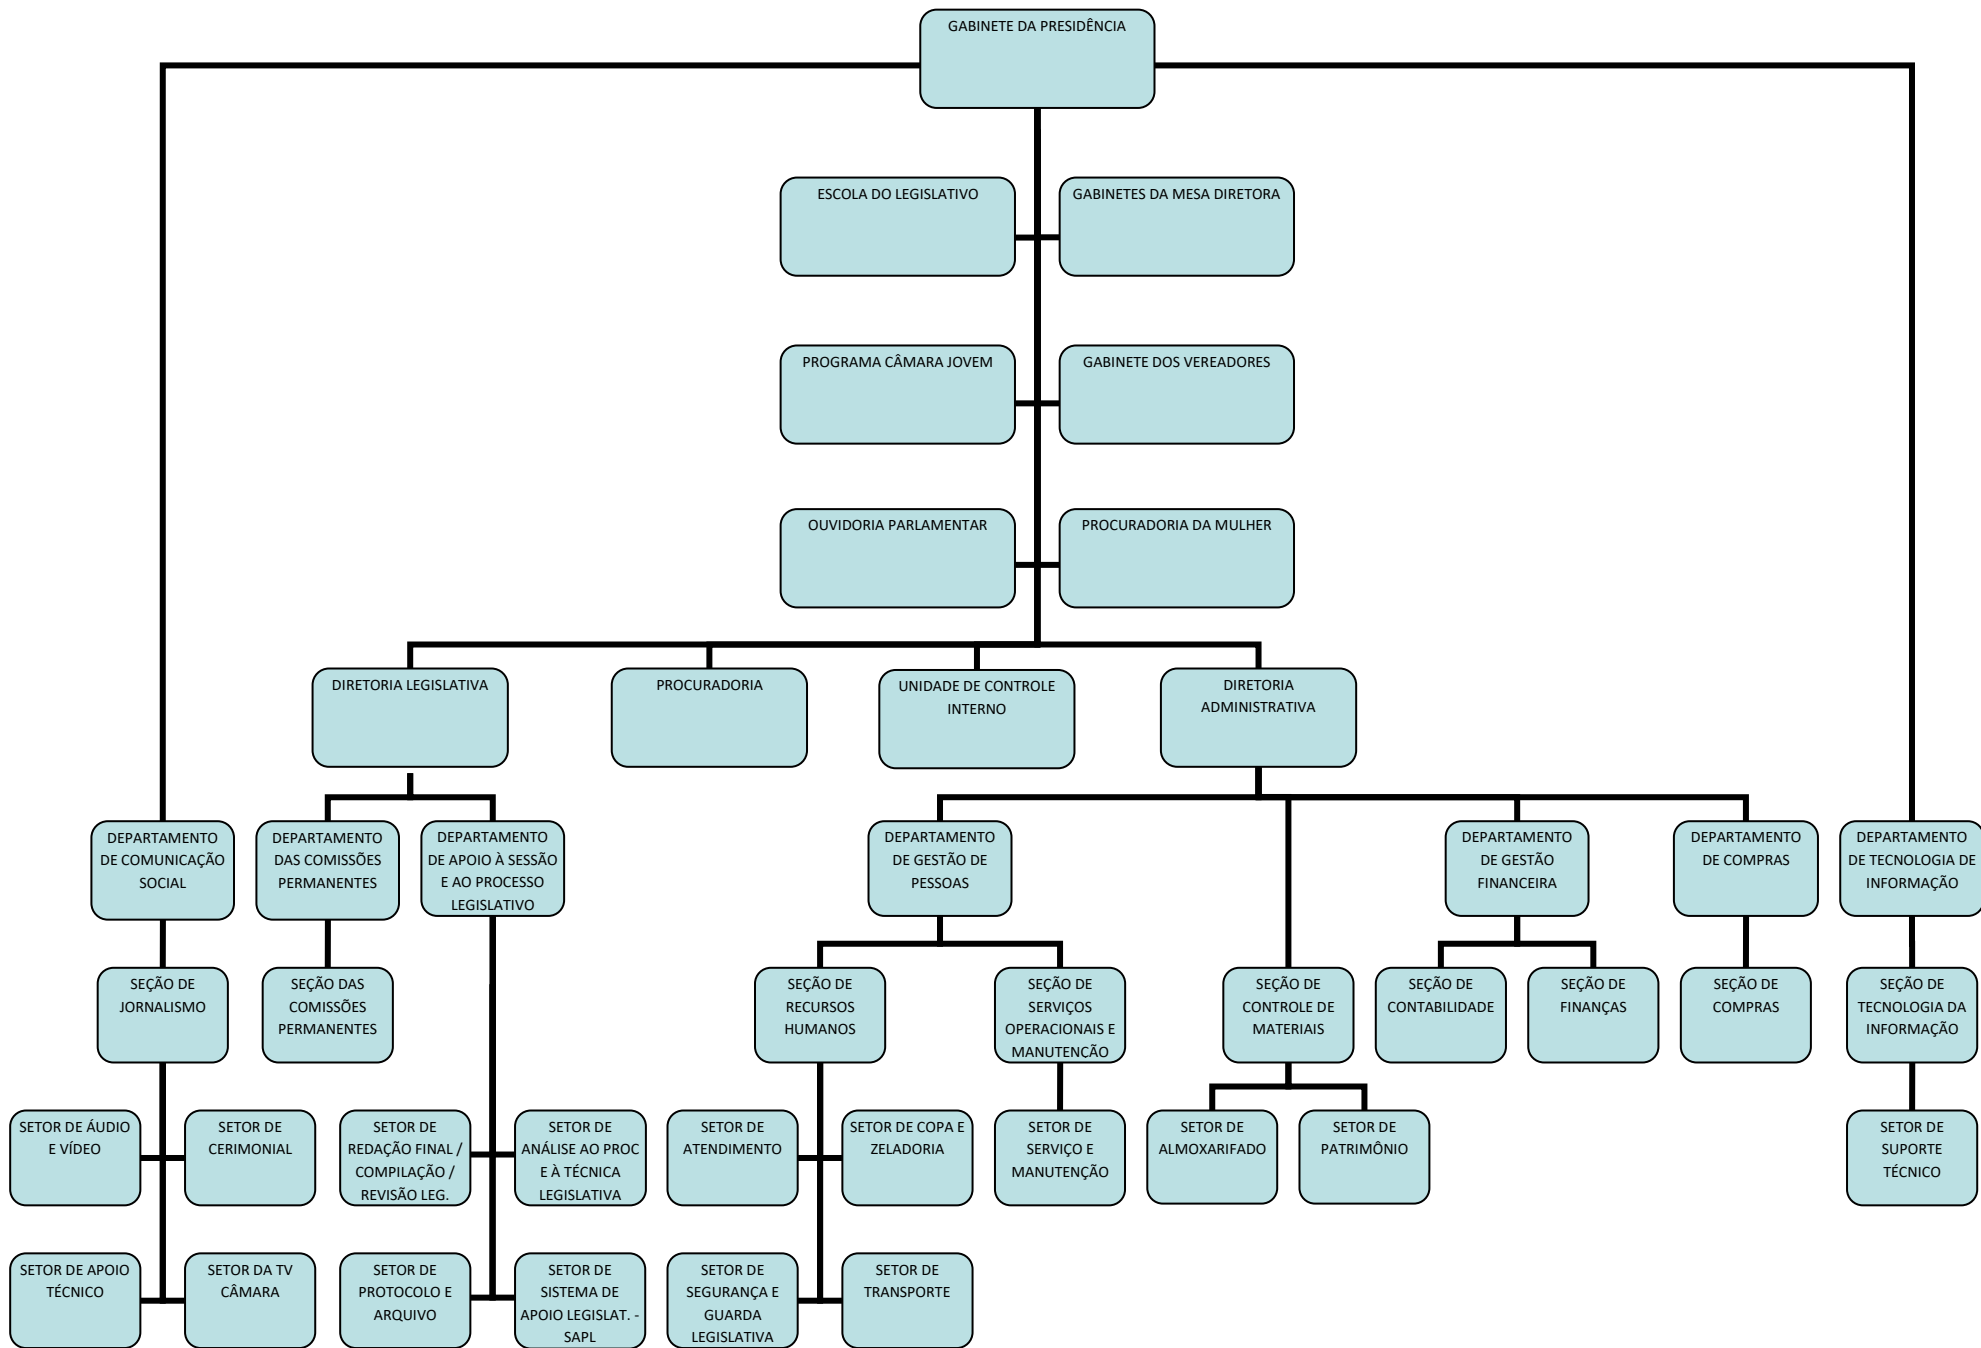 GABINETE DA PRESIDÊNCIA
ESCOLA DO LEGISLATIVO
GABINETES DA MESA DIRETORA
PROGRAMA CÂMARA JOVEM
GABINETE DOS VEREADORES
OUVIDORIA PARLAMENTAR
PROCURADORIA DA MULHER
DIRETORIA LEGISLATIVA
PROCURADORIA
UNIDADE DE CONTROLE
INTERNO
DIRETORIA
ADMINISTRATIVA
DEPARTAMENTO
DE COMUNICAÇÃO
SOCIAL
DEPARTAMENTO
DAS COMISSÕES
PERMANENTES
DEPARTAMENTO
DE APOIO À SESSÃO
E AO PROCESSO
LEGISLATIVO
DEPARTAMENTO
DE GESTÃO DE
PESSOAS
DEPARTAMENTO
DE GESTÃO
FINANCEIRA
DEPARTAMENTO
DE COMPRAS
DEPARTAMENTO
DE TECNOLOGIA DE
INFORMAÇÃO
SEÇÃO DE
JORNALISMO
SEÇÃO DAS
COMISSÕES
PERMANENTES
SEÇÃO DE
RECURSOS
HUMANOS
SEÇÃO DE
SERVIÇOS
OPERACIONAIS E
MANUTENCÃO
SEÇÃO DE
CONTROLE DE
MATERIAIS
SEÇÃO DE
CONTABILIDADE
SEÇÃO DE
FINANÇAS
SEÇÃO DE
COMPRAS
SEÇÃO DE
TECNOLOGIA DA
INFORMAÇÃO
SETOR DE ÁUDIO
E VÍDEO
SETOR DE
CERIMONIAL
SETOR DE
REDAÇÃO FINAL /
COMPILAÇÃO /
REVISÃO LEG.
SETOR DE
ANÁLISE AO PROC
E À TÉCNICA
LEGISLATIVA
SETOR DE
ATENDIMENTO
SETOR DE COPA E
ZELADORIA
SETOR DE
SERVIÇO E
MANUTENÇÃO
SETOR DE
ALMOXARIFADO
SETOR DE
PATRIMÔNIO
SETOR DE
SUPORTE
TÉCNICO
SETOR DE APOIO
TÉCNICO
SETOR DA TV
CÂMARA
SETOR DE
PROTOCOLO E
ARQUIVO
SETOR DE
SISTEMA DE
APOIO LEGISLAT. -
SAPL
SETOR DE
SEGURANÇA E
GUARDA
LEGISLATIVA
SETOR DE
TRANSPORTE